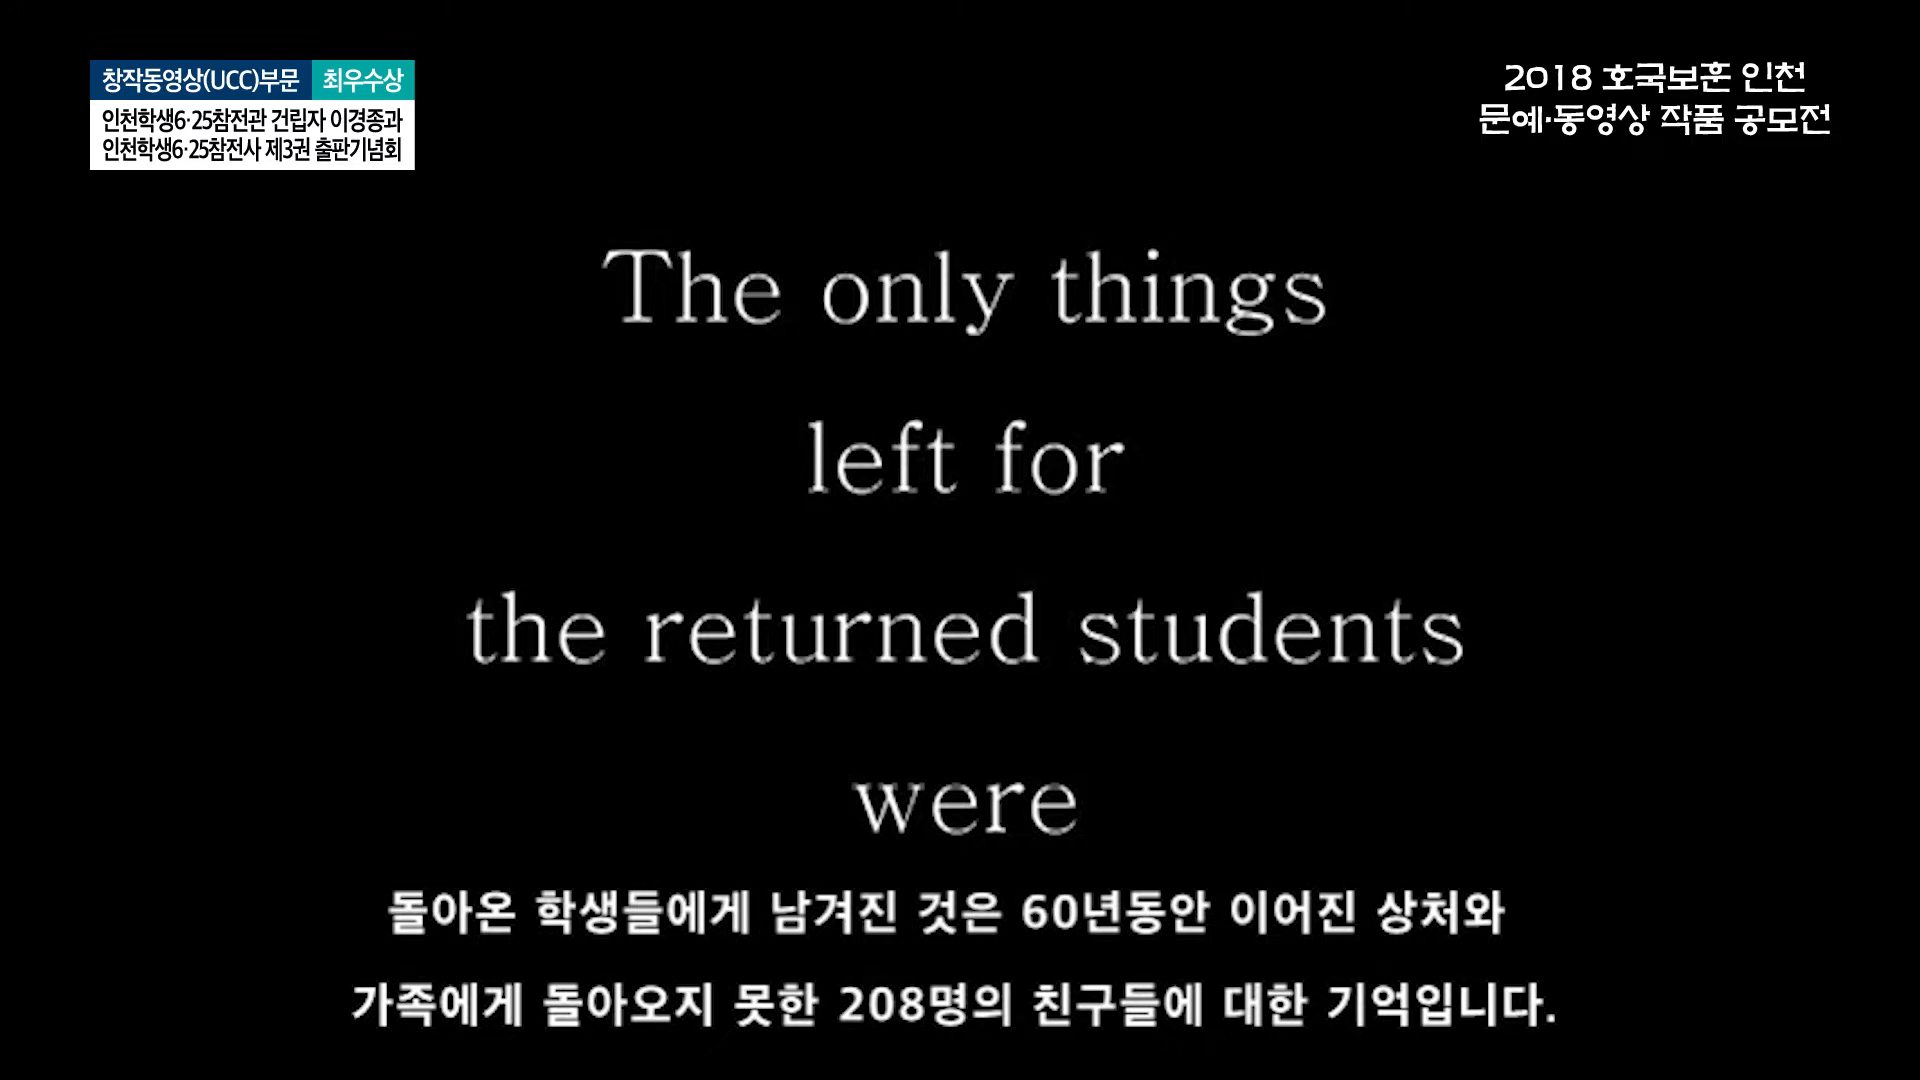 창작동영상(UCC)부문 최우수상
인천학생6·25참전관 건립자 이경종과
인천학생6·25참전사 제3권 출판기념회
2018 호국보훈 인천
문예·동영상 작품 공모전
The only things
left for
the returned students
were
돌아온 학생들에게 남겨진 것은 60년동안 이어진 상처와
가족에게 돌아오지 못한 208명의 친구들에 대한 기억입니다.